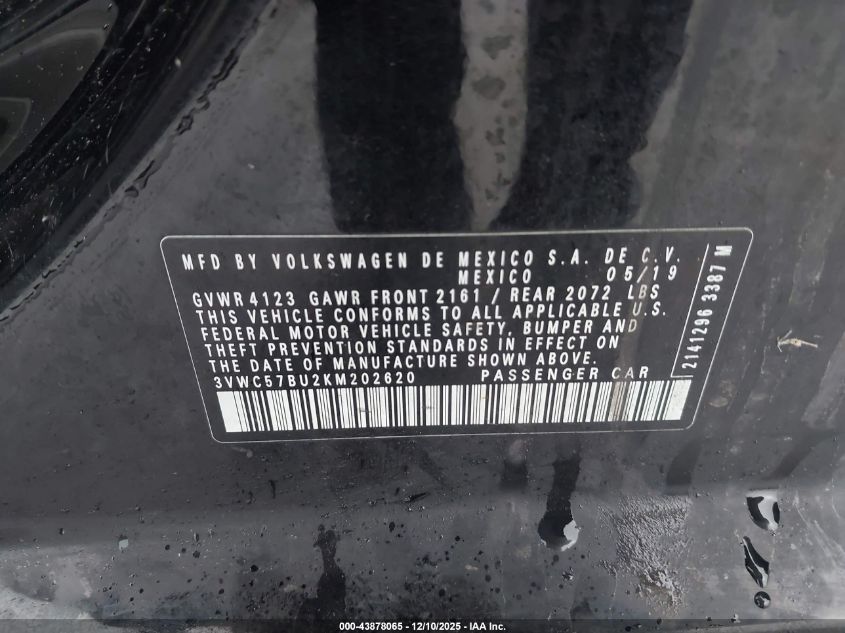 MFD BY VOLKSWAGEN DE MEXICO S.A. DE C.V.
MEXICO 05/19
GVWR 4123 GAWR FRONT 2161 / REAR 2072 LBS
THIS VEHICLE CONFORMS TO ALL APPLICABLE U.S.
FEDERAL MOTOR VEHICLE SAFETY, BUMPER AND
THEFT PREVENTION STANDARDS IN EFFECT ON
THE DATE OF MANUFACTURE SHOWN ABOVE.
3VWC57BU2KM202620 PASSENGER CAR
2141296 3387 M
000-43878065 - 12/10/2025 - IAA Inc.